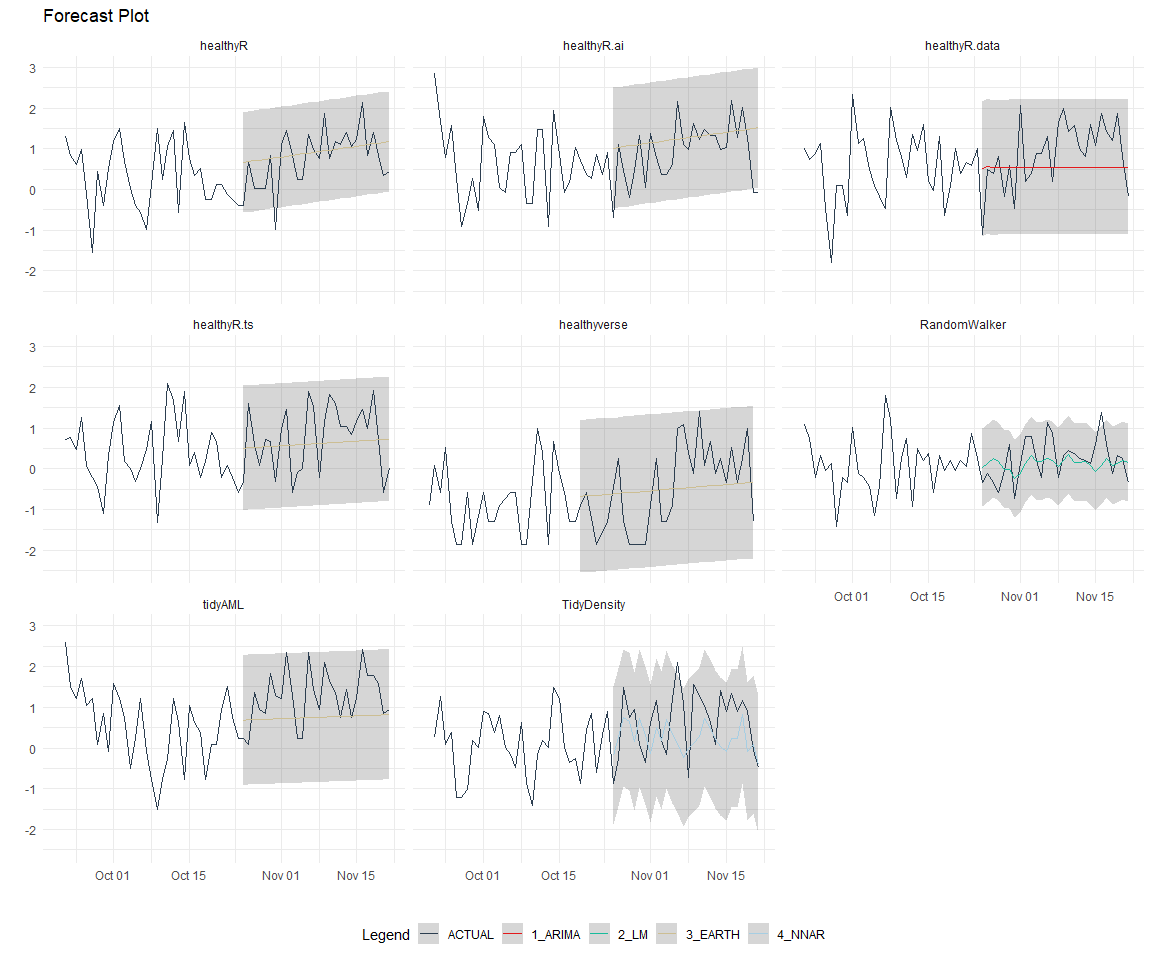 Forecast Plot
healthyR healthyR.ai healthyR.data
3
2
1
0
-1
-2
healthyR.ts healthyverse RandomWalker
3
2
1
0
-1
-2
Oct 01 Oct 15 Nov 01 Nov 15
tidyAML TidyDensity
3
2
1
0
-1
-2
Oct 01 Oct 15 Nov 01 Nov 15 Oct 01 Oct 15 Nov 01 Nov 15
Legend ACTUAL 1_ARIMA 2_LM 3_EARTH 4_NNAR